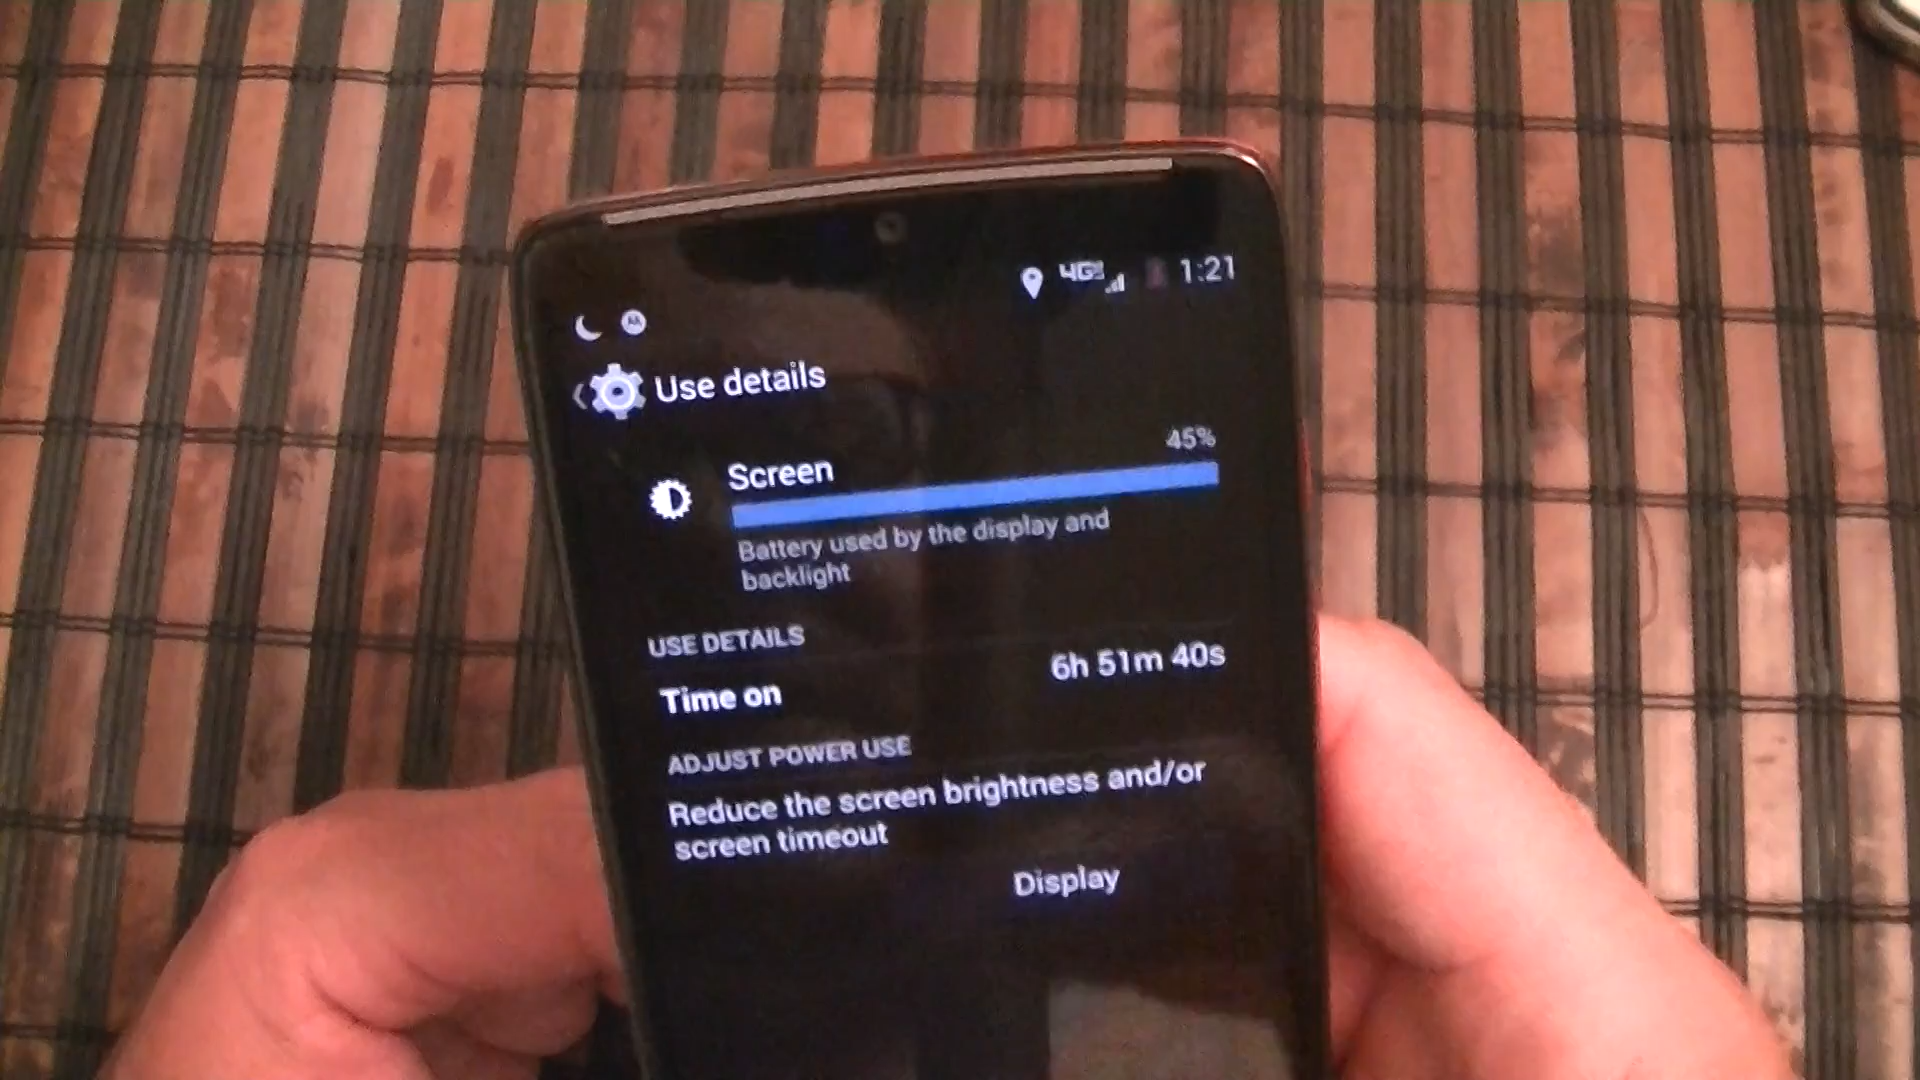 4G 1:21
Use details
45%
Screen
Battery used by the display and
backlight
USE DETAILS
Time on 6h 51m 40s
ADJUST POWER USE
Reduce the screen brightness and/or
screen timeout
Display